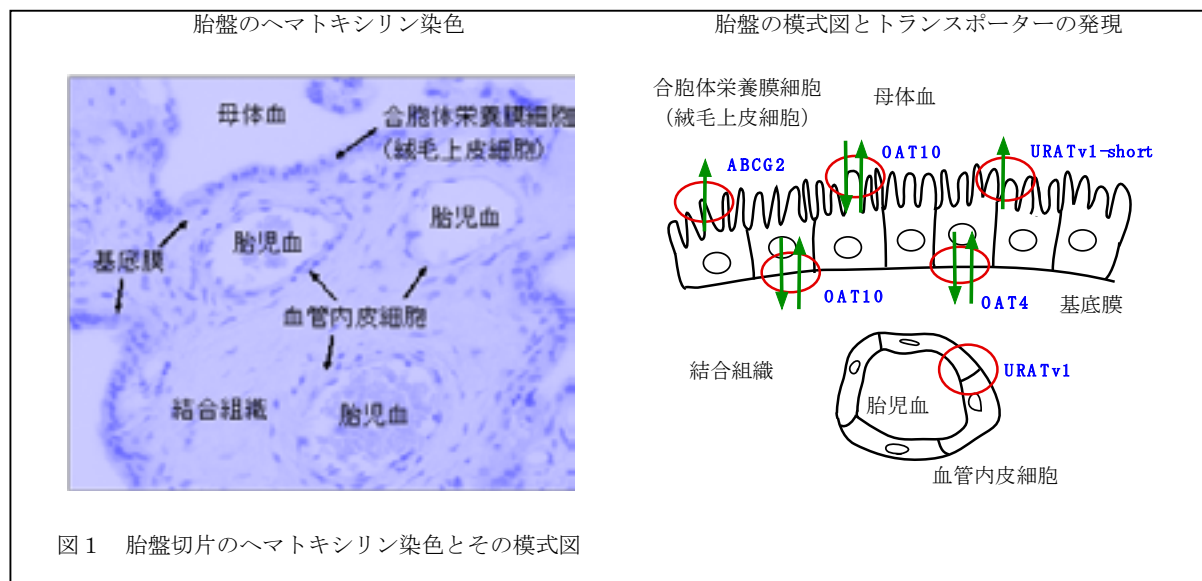 胎盤のヘマトキシリン染色
胎盤の模式図とトランスポーターの発現
母体血
合胞体栄養膜細胞
(絨毛上皮細胞)
胎児血
胎児血
基底膜
血管内皮細胞
結合組織
胎児血
合胞体栄養膜細胞
(絨毛上皮細胞)
母体血
ABCG2
OAT10
URATv1-short
OAT10
OAT4
基底膜
結合組織
URATv1
胎児血
血管内皮細胞
図1 胎盤切片のヘマトキシリン染色とその模式図